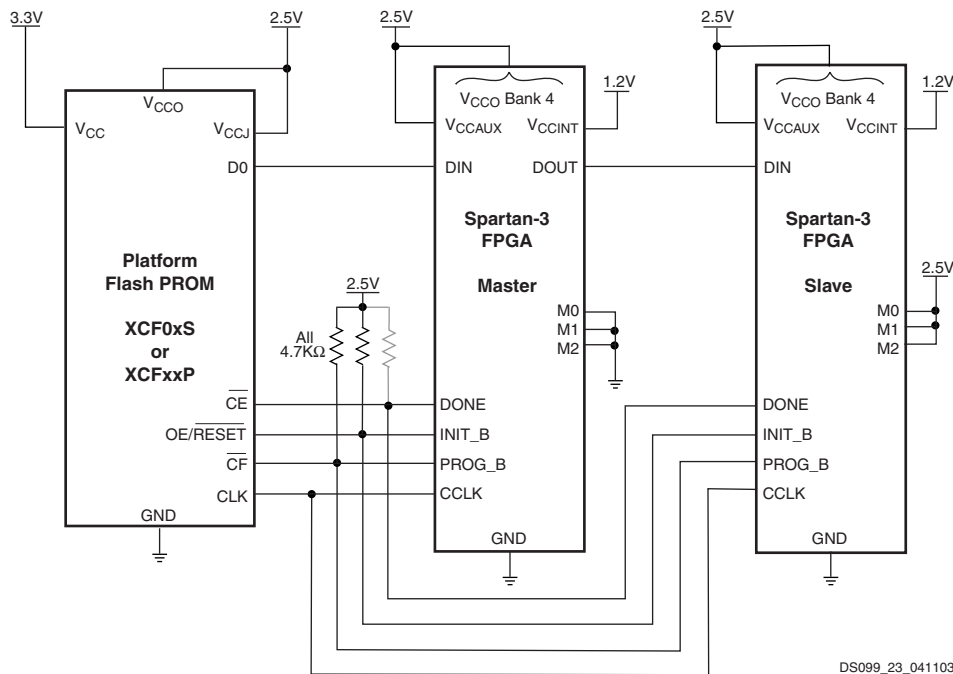 3.3V
2.5V
2.5V
2.5V
VCCO
VCC
VCCJ
D0
Platform
Flash PROM
XCF0xS
or
XCFxxP
CE
OE/RESET
CF
CLK
GND
2.5V
All
4.7KΩ
VCCO Bank 4
1.2V
VCCAUX
VCCINT
DIN
DOUT
Spartan-3
FPGA
Master
M0
M1
M2
DONE
INIT_B
PROG_B
CCLK
GND
VCCO Bank 4
1.2V
VCCAUX
VCCINT
DIN
Spartan-3
FPGA
Slave
2.5V
M0
M1
M2
DONE
INIT_B
PROG_B
CCLK
GND
DS099_23_041103